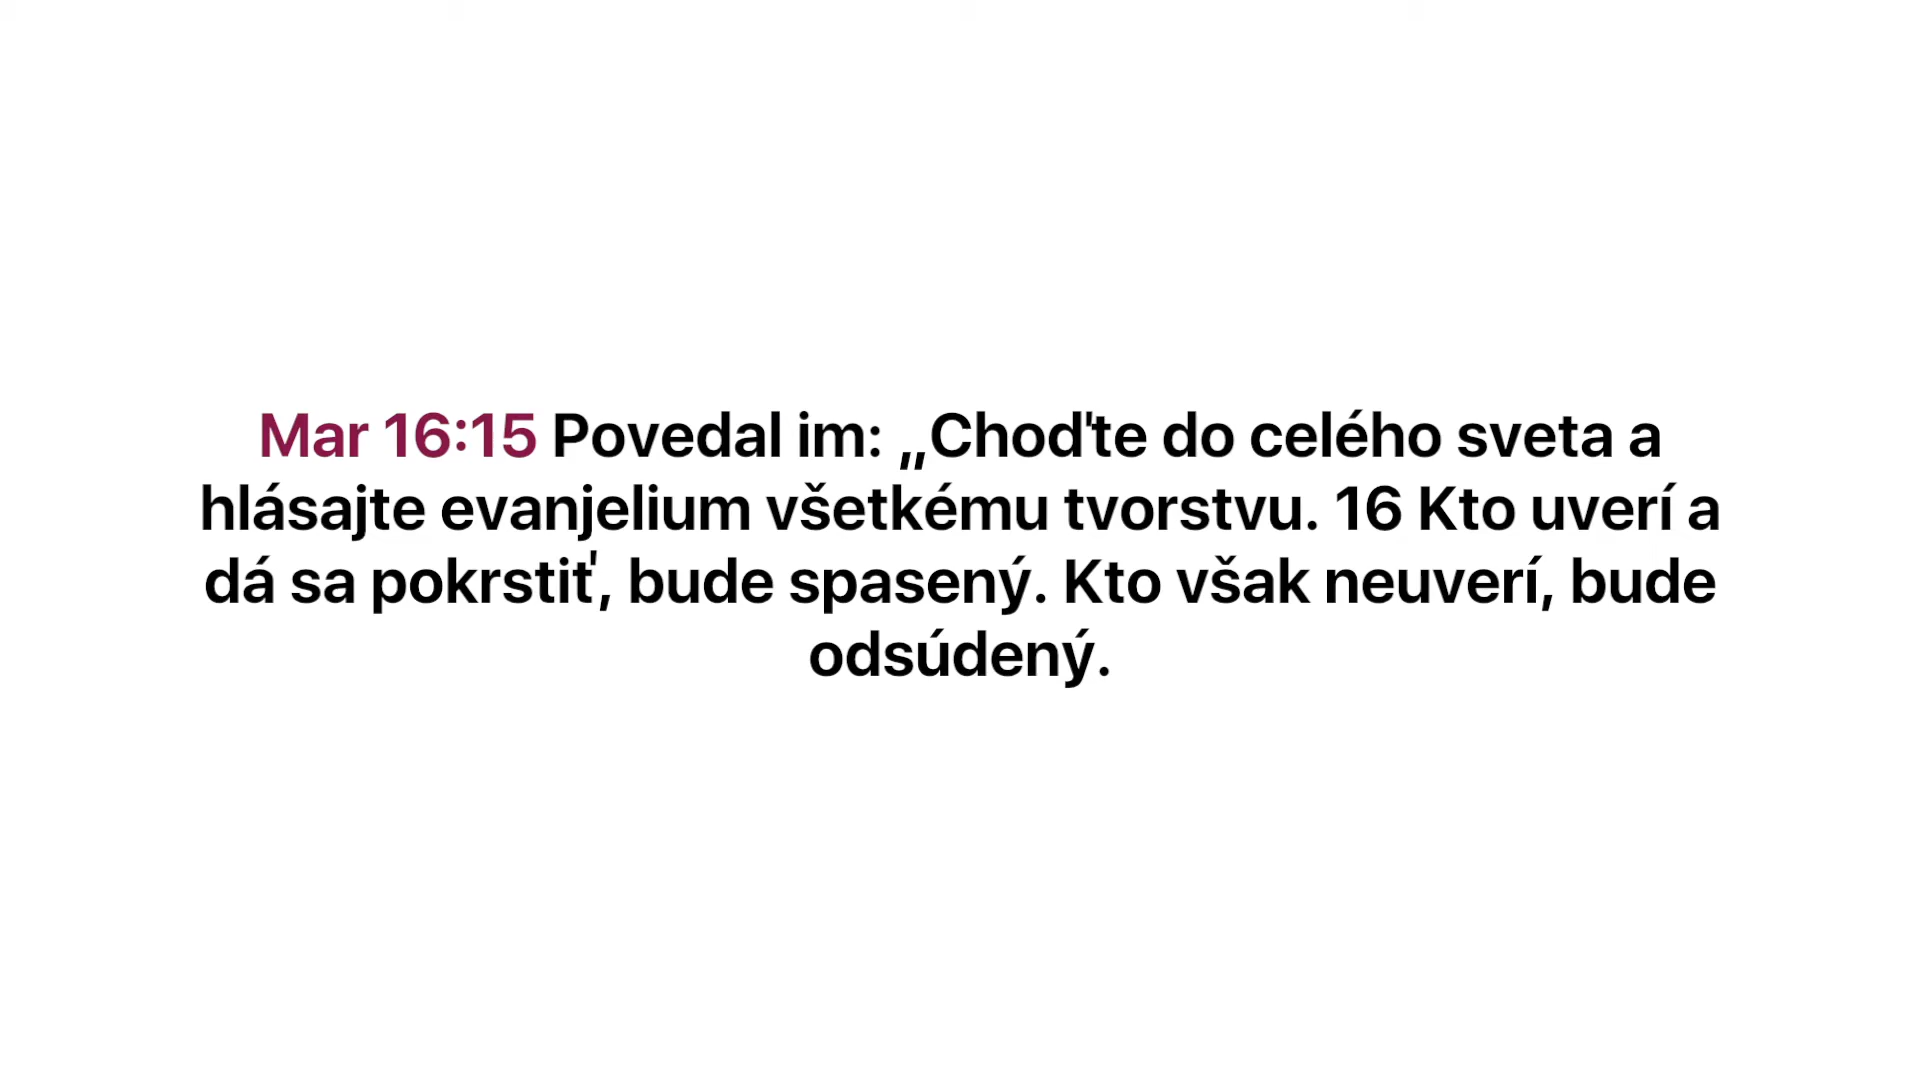 Mar 16:15 Povedal im: „Choďte do celého sveta a
hlásajte evanjelium všetkému tvorstvu. 16 Kto uverí a
dá sa pokrstiť, bude spasený. Kto však neuverí, bude
odsúdený.